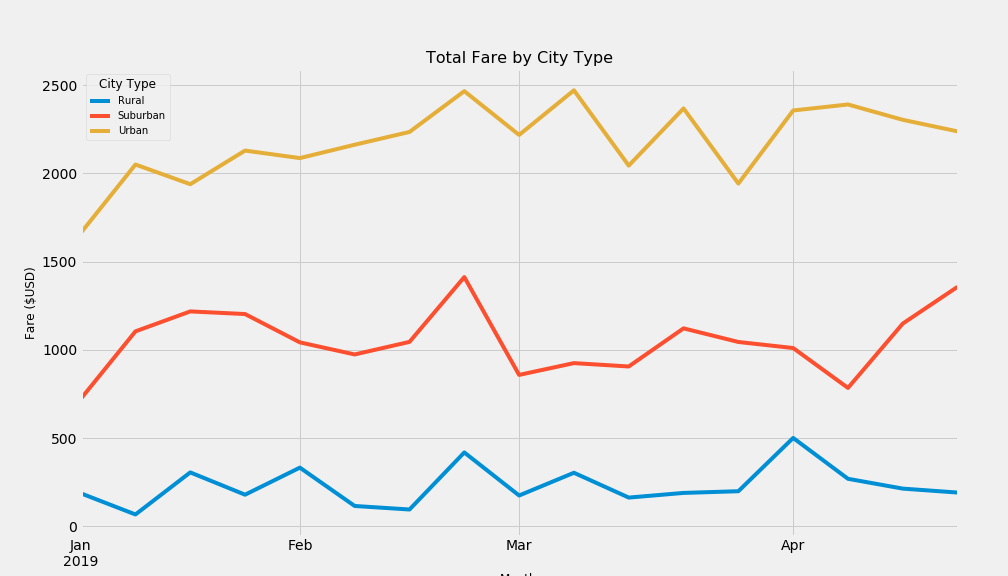 Total Fare by City Type
City Type
Rural
Suburban
Urban
2500
2000
1500
1000
500
0
Fare ($USD)
Jan
2019
Feb
Mar
Apr